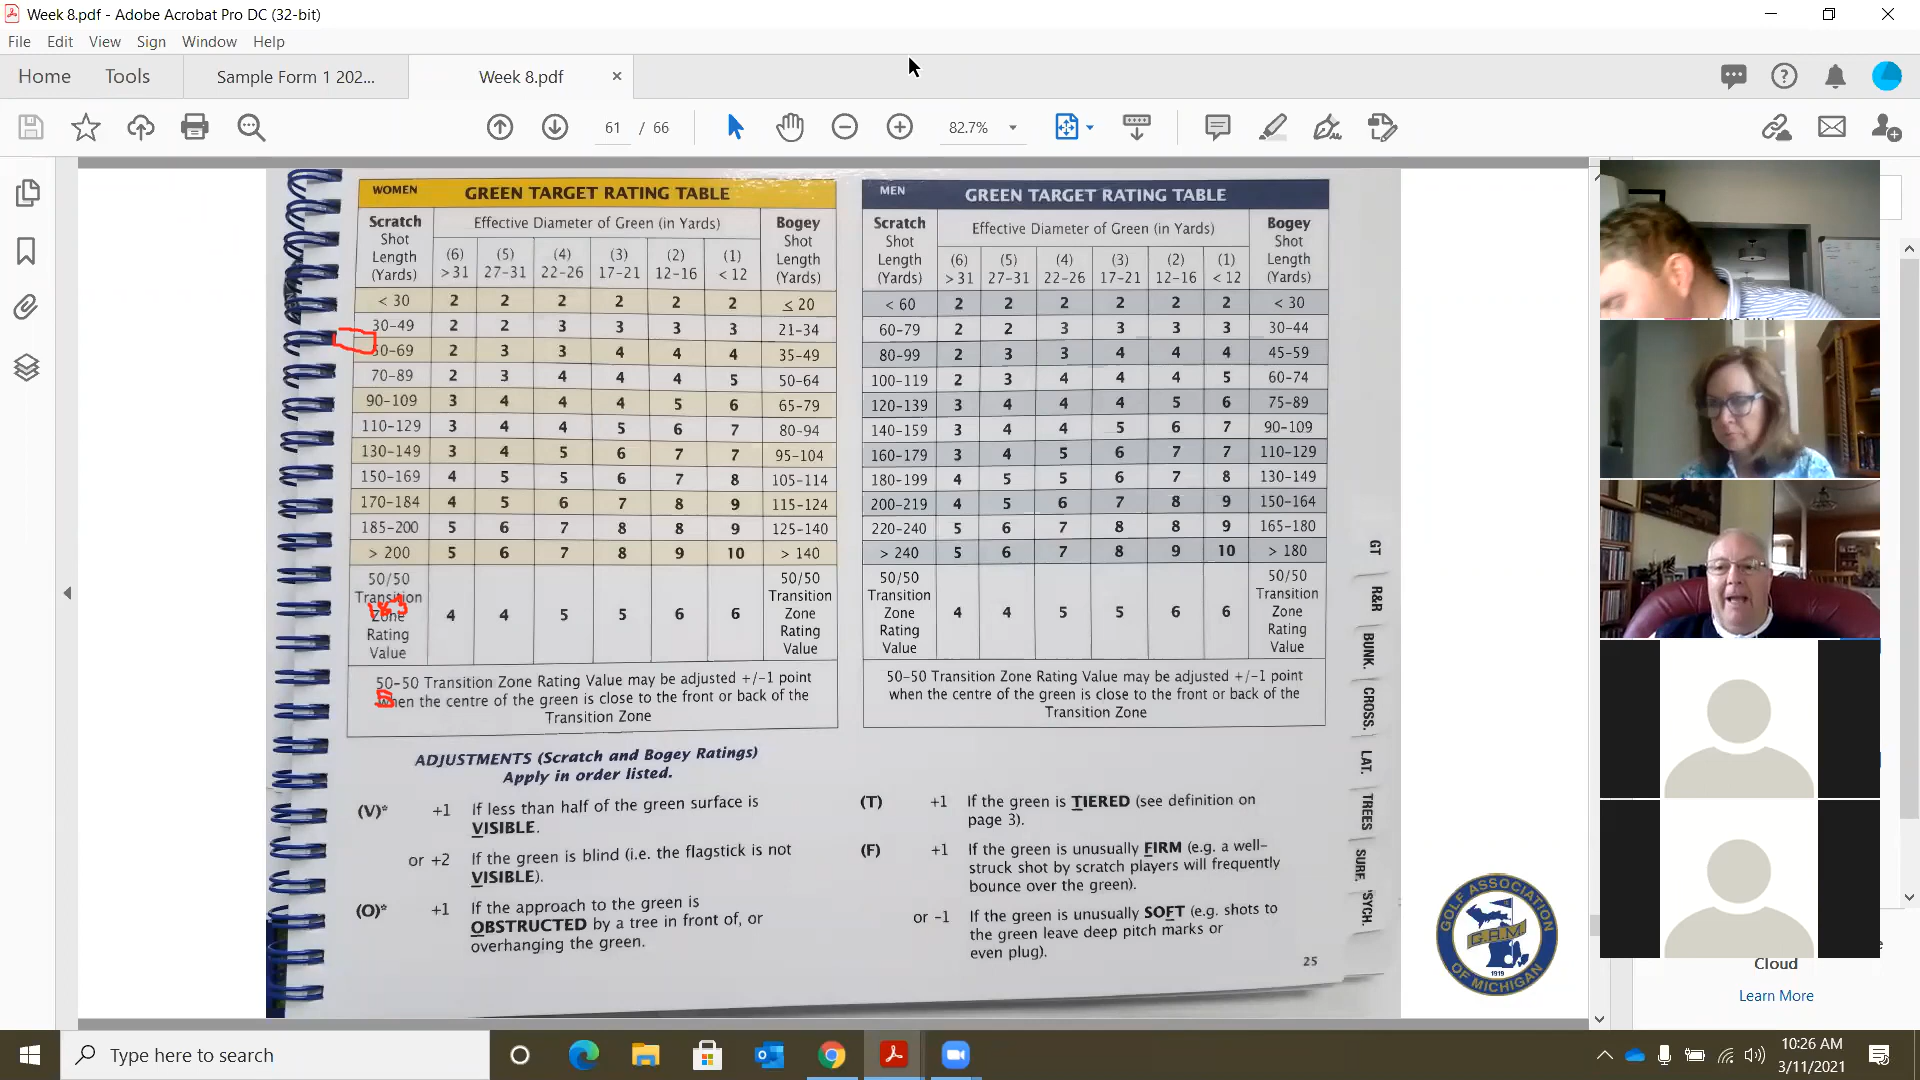 Week 8.pdf - Adobe Acrobat Pro DC (32-bit)
File Edit View Sign Window Help
Home Tools Sample Form 1 202... Week 8.pdf ×
61 / 66 82.7%
WOMEN GREEN TARGET RATING TABLE
Scratch Shot Length (Yards) Effective Diameter of Green (in Yards) Bogey Shot Length (Yards)
(6) (5) (4) (3) (2) (1)
> 31 27-31 22-26 17-21 12-16 < 12
< 30 2 2 2 2 2 2 ≤ 20
30-49 2 2 3 3 3 3 21-34
50-69 2 3 3 4 4 4 35-49
70-89 2 3 4 4 4 5 50-64
90-109 3 4 4 4 5 6 65-79
110-129 3 4 4 5 6 7 80-94
130-149 3 4 5 6 7 7 95-104
150-169 4 5 5 6 7 8 105-114
170-184 4 5 6 7 8 9 115-124
185-200 5 6 7 8 8 9 125-140
> 200 5 6 7 8 9 10 > 140
50/50 Transition Zone Rating Value 4 4 5 5 6 6 50/50 Transition Zone Rating Value
50-50 Transition Zone Rating Value may be adjusted +/-1 point
when the centre of the green is close to the front or back of the
Transition Zone
MEN GREEN TARGET RATING TABLE
Scratch Shot Length (Yards) Effective Diameter of Green (in Yards) Bogey Shot Length (Yards)
(6) (5) (4) (3) (2) (1)
> 31 27-31 22-26 17-21 12-16 < 12
< 60 2 2 2 2 2 2 < 30
60-79 2 2 3 3 3 3 30-44
80-99 2 3 3 4 4 4 45-59
100-119 2 3 4 4 4 5 60-74
120-139 3 4 4 4 5 6 75-89
140-159 3 4 4 5 6 7 90-109
160-179 3 4 5 6 7 7 110-129
180-199 4 5 5 6 7 8 130-149
200-219 4 5 6 7 8 9 150-164
220-240 5 6 7 8 8 9 165-180
> 240 5 6 7 8 9 10 > 180
50/50 Transition Zone Rating Value 4 4 5 5 6 6 50/50 Transition Zone Rating Value
50-50 Transition Zone Rating Value may be adjusted +/-1 point
when the centre of the green is close to the front or back of the
Transition Zone
ADJUSTMENTS (Scratch and Bogey Ratings)
Apply in order listed.
(V)* +1 If less than half of the green surface is
VISIBLE.
or +2 If the green is blind (i.e. the flagstick is not
VISIBLE).
(O)* +1 If the approach to the green is
OBSTRUCTED by a tree in front of, or
overhanging the green.
(T) +1 If the green is TIERED (see definition on
page 3).
(F) +1 If the green is unusually FIRM (e.g. a well-
struck shot by scratch players will frequently
bounce over the green).
or -1 If the green is unusually SOFT (e.g. shots to
the green leave deep pitch marks or
even plug).
25
GT
R&R
BUNK.
CROSS.
LAT.
TREES
SURF.
'SYCH.
GOLF ASSOCIATION
G.A.M
1919
OF MICHIGAN
Cloud
Learn More
Type here to search
10:26 AM
3/11/2021